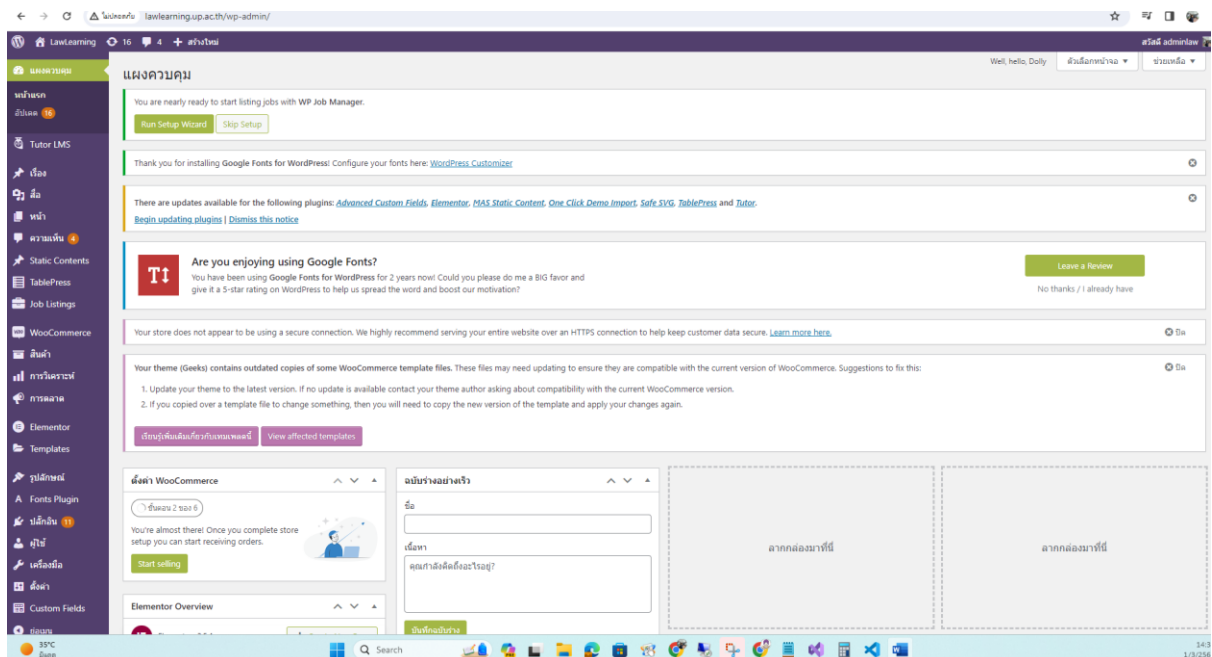 ไม่ปลอดภัย lawlearning.up.ac.th/wp-admin/
LawLearning 16 4 + สร้างใหม่ สวัสดี adminlaw
Well, hello, Dolly ตัวเลือกหน้าจอ ช่วยเหลือ
แผงควบคุม
หน้าแรก
อัปเดต 16
Tutor LMS
เรื่อง
สื่อ
หน้า
ความเห็น 4
Static Contents
TablePress
Job Listings
WooCommerce
สินค้า
การวิเคราะห์
การตลาด
Elementor
Templates
รูปลักษณ์
Fonts Plugin
ปลั๊กอิน 11
ผู้ใช้
เครื่องมือ
ตั้งค่า
Custom Fields
ย่อเมนู
แผงควบคุม
You are nearly ready to start listing jobs with WP Job Manager.
Run Setup Wizard Skip Setup
Thank you for installing Google Fonts for WordPress! Configure your fonts here: WordPress Customizer
There are updates available for the following plugins: Advanced Custom Fields, Elementor, MAS Static Content, One Click Demo Import, Safe SVG, TablePress and Tutor.
Begin updating plugins | Dismiss this notice
Are you enjoying using Google Fonts?
You have been using Google Fonts for WordPress for 2 years now! Could you please do me a BIG favor and
give it a 5-star rating on WordPress to help us spread the word and boost our motivation?
Leave a Review
No thanks / I already have
Your store does not appear to be using a secure connection. We highly recommend serving your entire website over an HTTPS connection to help keep customer data secure. Learn more here.
ปิด
Your theme (Geeks) contains outdated copies of some WooCommerce template files. These files may need updating to ensure they are compatible with the current version of WooCommerce. Suggestions to fix this:
ปิด
1. Update your theme to the latest version. If no update is available contact your theme author asking about compatibility with the current WooCommerce version.
2. If you copied over a template file to change something, then you will need to copy the new version of the template and apply your changes again.
เรียนรู้เพิ่มเติมเกี่ยวกับเทมเพลตนี้ View affected templates
ตั้งค่า WooCommerce
ขั้นตอน 2 ของ 6
You're almost there! Once you complete store
setup you can start receiving orders.
Start selling
Elementor Overview
ฉบับร่างอย่างเร็ว
ชื่อ
เนื้อหา
คุณกำลังคิดถึงอะไรอยู่?
บันทึกฉบับร่าง
ลากกล่องมาที่นี่
ลากกล่องมาที่นี่
35°C
Search
14:3
1/3/256